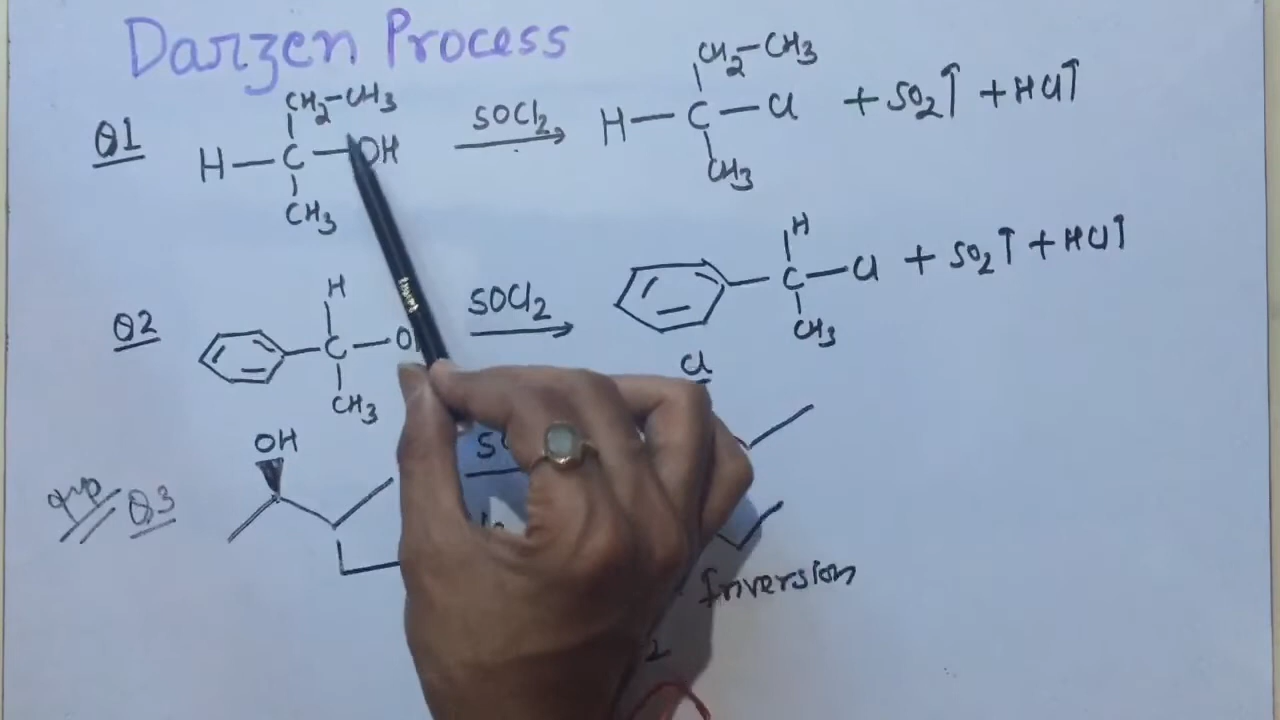 Darzen Process
Q1
CH2-CH3
H-C-OH
CH3
SOCl2
CH2-CH3
H-C-Cl + SO2↑ + HCl↑
CH3
Q2
H
C-O
CH3
SOCl2
H
C-Cl + SO2↑ + HCl↑
CH3
Q3
OH
Cl
Inversion